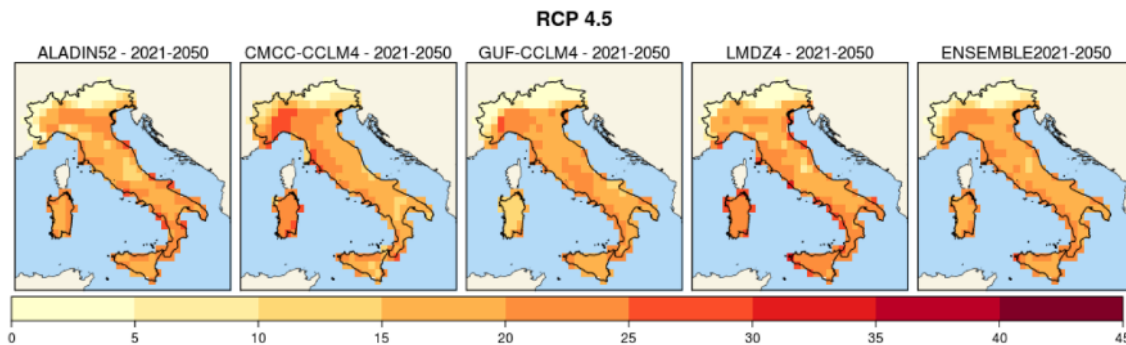 RCP 4.5
ALADIN52 - 2021-2050 CMCC-CCLM4 - 2021-2050 GUF-CCLM4 - 2021-2050 LMDZ4 - 2021-2050 ENSEMBLE2021-2050
0 5 10 15 20 25 30 35 40 45